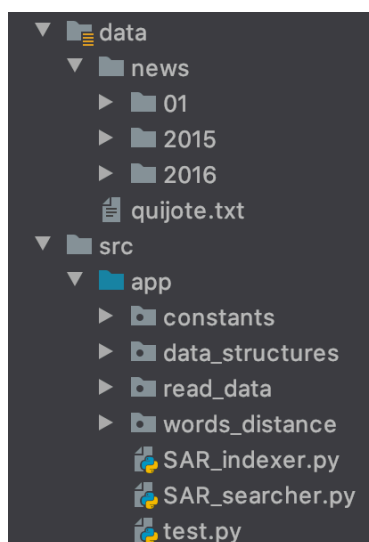 data
news
01
2015
2016
quijote.txt
src
app
constants
data_structures
read_data
words_distance
SAR_indexer.py
SAR_searcher.py
test.py